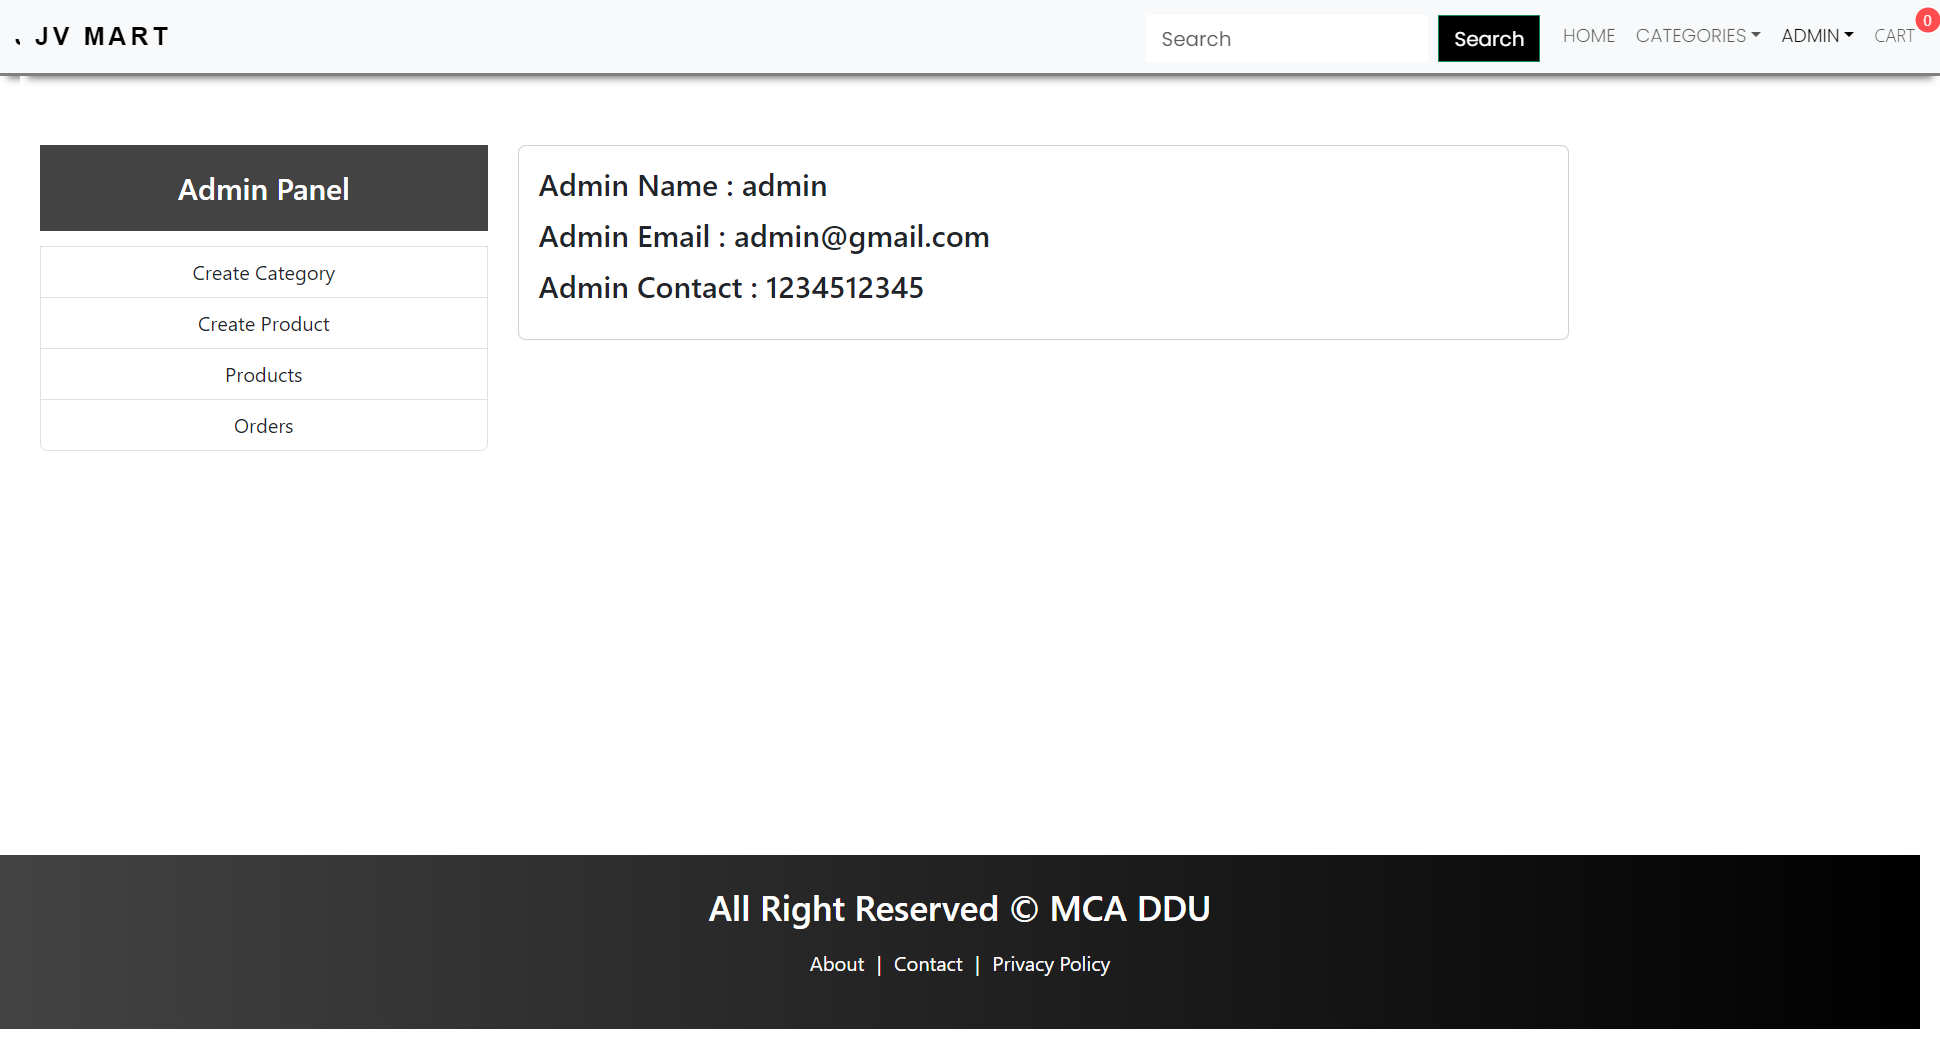 JV MART
Search Search HOME CATEGORIES ADMIN CART 0
Admin Panel
Create Category
Create Product
Products
Orders
Admin Name : admin
Admin Email : admin@gmail.com
Admin Contact : 1234512345
All Right Reserved © MCA DDU
About | Contact | Privacy Policy